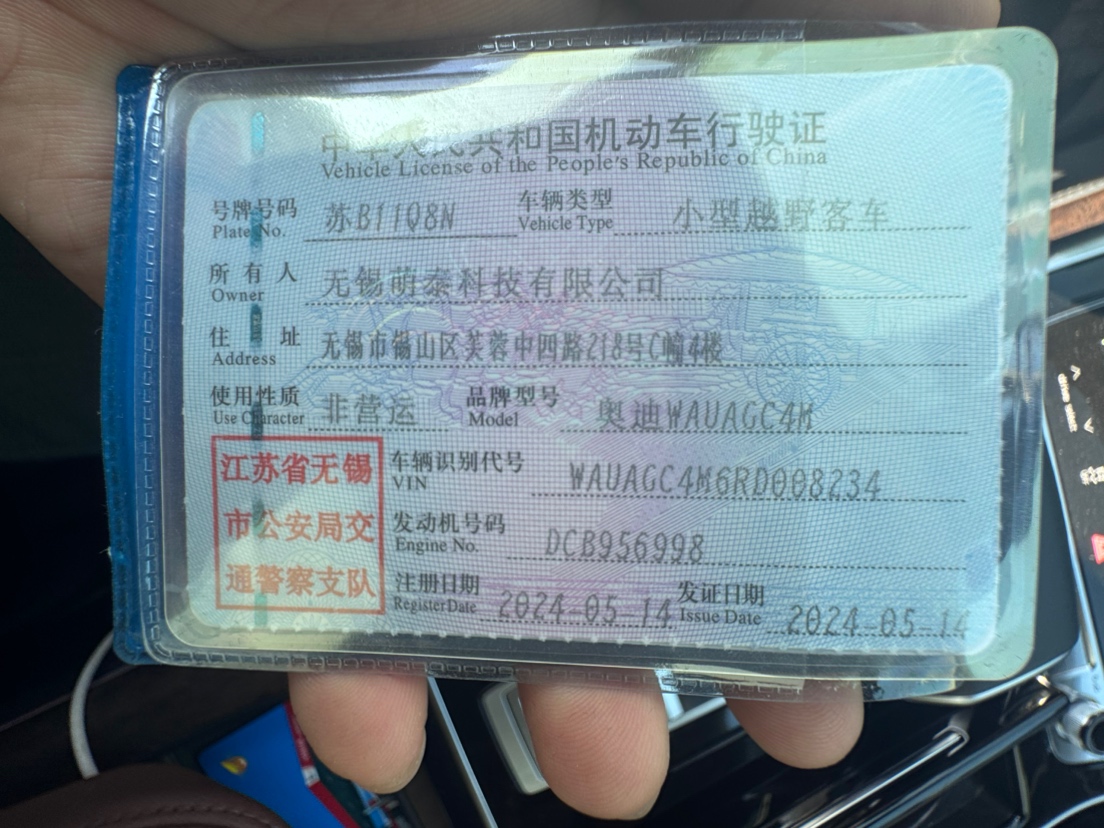 中华人民共和国机动车行驶证
Vehicle License of the People's Republic of China
号牌号码 苏B11Q8N 车辆类型 小型越野客车
Plate No. Vehicle Type
所有人 无锡萌泰科技有限公司
Owner
住址 无锡市锡山区芙蓉中四路218号C幢4楼
Address
使用性质 非营运 品牌型号 奥迪WAUAGC4M
Use Character Model
江苏省无锡
市公安局交
通警察支队
车辆识别代号 WAUAGC4M6RD008234
VIN
发动机号码 DCB956998
Engine No.
注册日期 2024-05-14 发证日期 2024-05-14
Register Date Issue Date